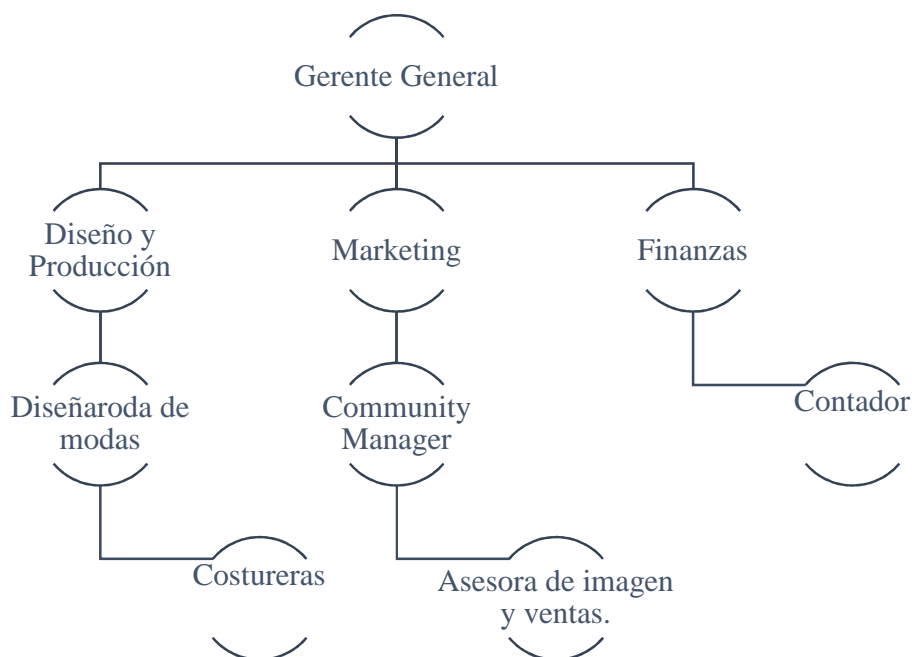 Gerente General
Diseño y
Producción
Marketing
Finanzas
Diseñaroda de
modas
Community
Manager
Contador
Costureras
Asesora de imagen
y ventas.